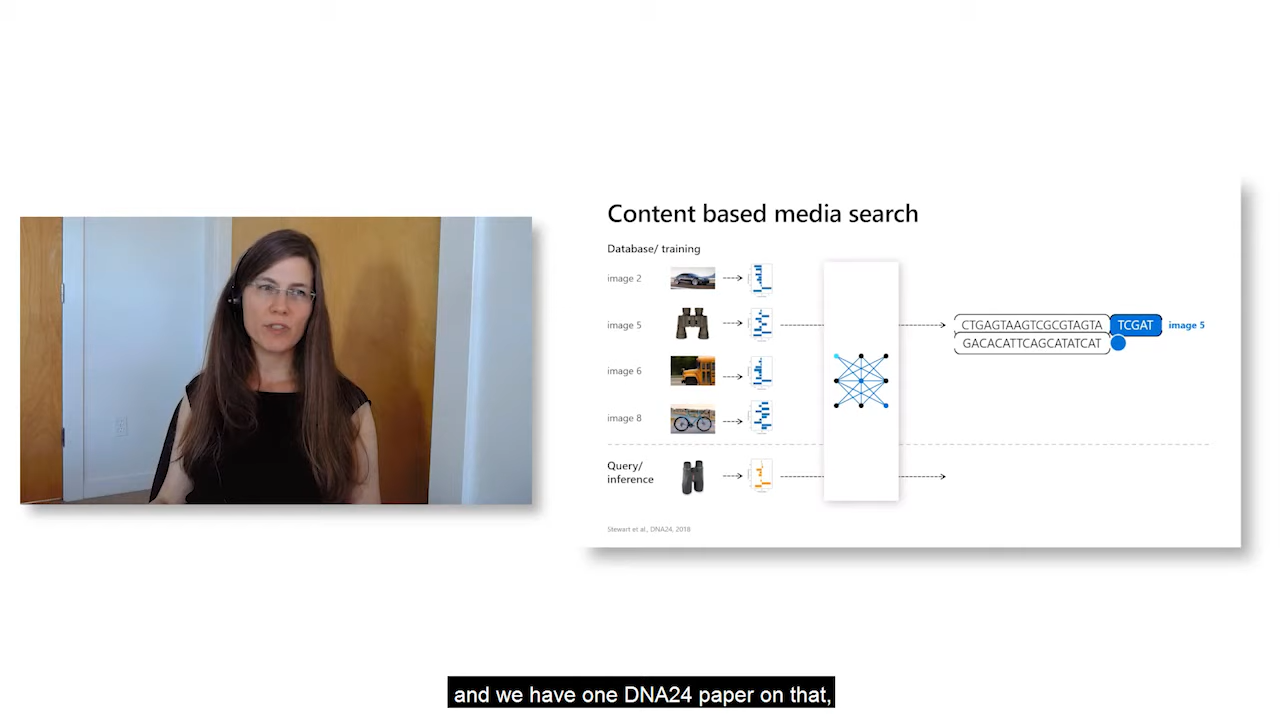 Content based media search
Database/ training
image 2
image 5
CTGAGTAAGTCGCGTAGTA TCGAT image 5
GACACATTCAGCATATCAT
image 6
image 8
Query/
inference
Stewart et al., DNA24, 2018
and we have one DNA24 paper on that,